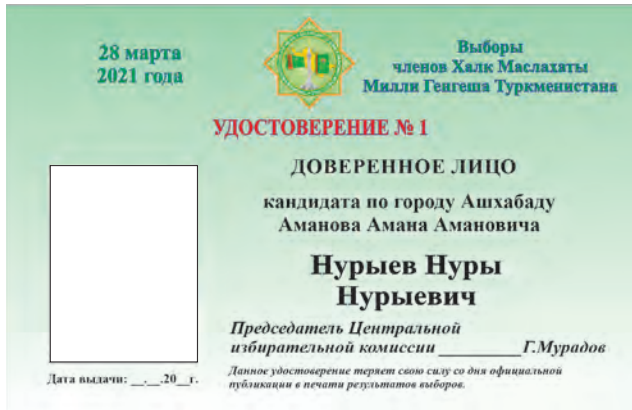 28 марта
2021 года
Выборы
членов Халк Маслахаты
Милли Генгеша Туркменистана
УДОСТОВЕРЕНИЕ № 1
ДОВЕРЕННОЕ ЛИЦО
кандидата по городу Ашхабаду
Аманова Амана Амановича
Нурыев Нуры
Нурыевич
Председатель Центральной
избирательной комиссии __________Г.Мурадов
Дата выдачи: __.__.20__г.
Данное удостоверение теряет свою силу со дня официальной
публикации в печати результатов выборов.